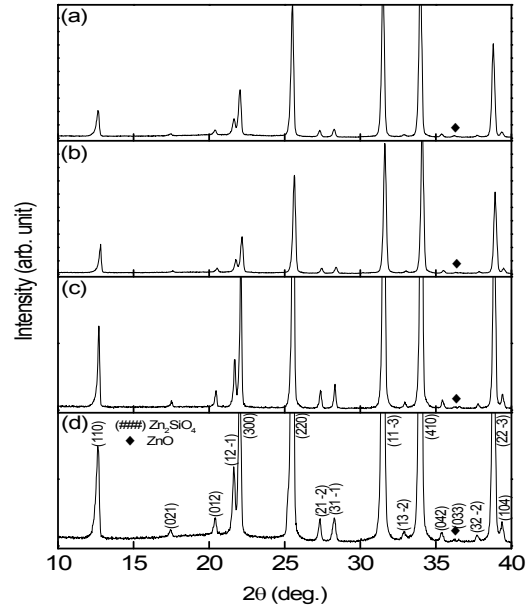 (a)
(b)
(c)
(d)
(###) Zn₂SiO₄
◆ ZnO
(110)
(021)
(012)
(12 -1)
(300)
(220)
(21 -2)
(31 -1)
(11 -3)
(13 -2)
(410)
(042)
(033)
(32 -2)
(22 -3)
(104)
10 15 20 25 30 35 40
2θ (deg.)
Intensity (arb. unit)